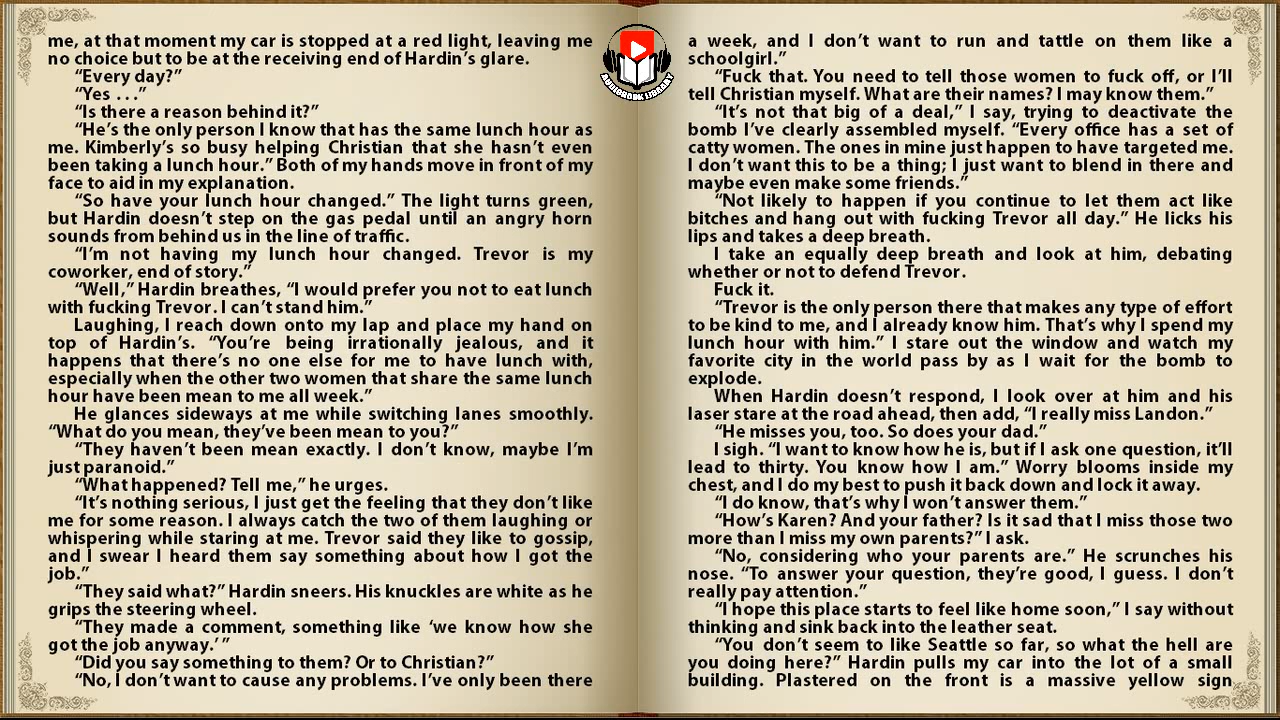 me, at that moment my car is stopped at a red light, leaving me
no choice but to be at the receiving end of Hardin’s glare.
“Every day?”
“Yes . . .”
“Is there a reason behind it?”
“He’s the only person I know that has the same lunch hour as
me. Kimberly’s so busy helping Christian that she hasn’t even
been taking a lunch hour.” Both of my hands move in front of my
face to aid in my explanation.
“So have your lunch hour changed.” The light turns green,
but Hardin doesn’t step on the gas pedal until an angry horn
sounds from behind us in the line of traffic.
“I’m not having my lunch hour changed. Trevor is my
coworker, end of story.”
“Well,” Hardin breathes, “I would prefer you not to eat lunch
with fucking Trevor. I can’t stand him.”
Laughing, I reach down onto my lap and place my hand on
top of Hardin’s. “You’re being irrationally jealous, and it
happens that there’s no one else for me to have lunch with,
especially when the other two women that share the same lunch
hour have been mean to me all week.”
He glances sideways at me while switching lanes smoothly.
“What do you mean, they’ve been mean to you?”
“They haven’t been mean exactly. I don’t know, maybe I’m
just paranoid.”
“What happened? Tell me,” he urges.
“It’s nothing serious, I just get the feeling that they don’t like
me for some reason. I always catch the two of them laughing or
whispering while staring at me. Trevor said they like to gossip,
and I swear I heard them say something about how I got the
job.”
“They said what?” Hardin sneers. His knuckles are white as he
grips the steering wheel.
“They made a comment, something like ‘we know how she
got the job anyway.’ ”
“Did you say something to them? Or to Christian?”
“No, I don’t want to cause any problems. I’ve only been there
AUDIOBOOK LIBRARY
a week, and I don’t want to run and tattle on them like a
schoolgirl.”
“Fuck that. You need to tell those women to fuck off, or I’ll
tell Christian myself. What are their names? I may know them.”
“It’s not that big of a deal,” I say, trying to deactivate the
bomb I’ve clearly assembled myself. “Every office has a set of
catty women. The ones in mine just happen to have targeted me.
I don’t want this to be a thing; I just want to blend in there and
maybe even make some friends.”
“Not likely to happen if you continue to let them act like
bitches and hang out with fucking Trevor all day.” He licks his
lips and takes a deep breath.
I take an equally deep breath and look at him, debating
whether or not to defend Trevor.
Fuck it.
“Trevor is the only person there that makes any type of effort
to be kind to me, and I already know him. That’s why I spend my
lunch hour with him.” I stare out the window and watch my
favorite city in the world pass by as I wait for the bomb to
explode.
When Hardin doesn’t respond, I look over at him and his
laser stare at the road ahead, then add, “I really miss Landon.”
“He misses you, too. So does your dad.”
I sigh. “I want to know how he is, but if I ask one question, it’ll
lead to thirty. You know how I am.” Worry blooms inside my
chest, and I do my best to push it back down and lock it away.
“I do know, that’s why I won’t answer them.”
“How’s Karen? And your father? Is it sad that I miss those two
more than I miss my own parents?” I ask.
“No, considering who your parents are.” He scrunches his
nose. “To answer your question, they’re good, I guess. I don’t
really pay attention.”
“I hope this place starts to feel like home soon,” I say without
thinking and sink back into the leather seat.
“You don’t seem to like Seattle so far, so what the hell are
you doing here?” Hardin pulls my car into the lot of a small
building. Plastered on the front is a massive yellow sign